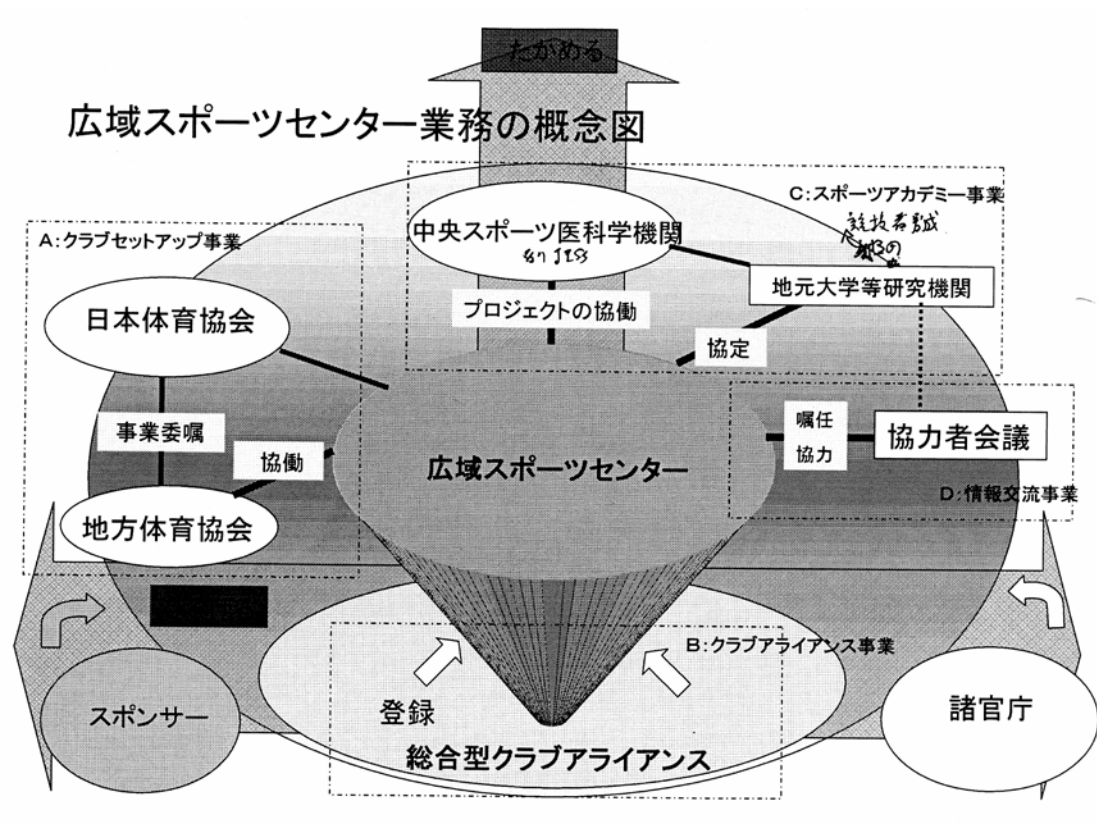 たかめる
広域スポーツセンター業務の概念図
C:スポーツアカデミー事業
競技者育成
中央スポーツ医科学機関
A:クラブセットアップ事業
地元大学等研究機関
日本体育協会
プロジェクトの協働
協定
事業委嘱
協働
嘱任
協力
協力者会議
広域スポーツセンター
D:情報交流事業
地方体育協会
B:クラブアライアンス事業
スポンサー
登録
諸官庁
総合型クラブアライアンス